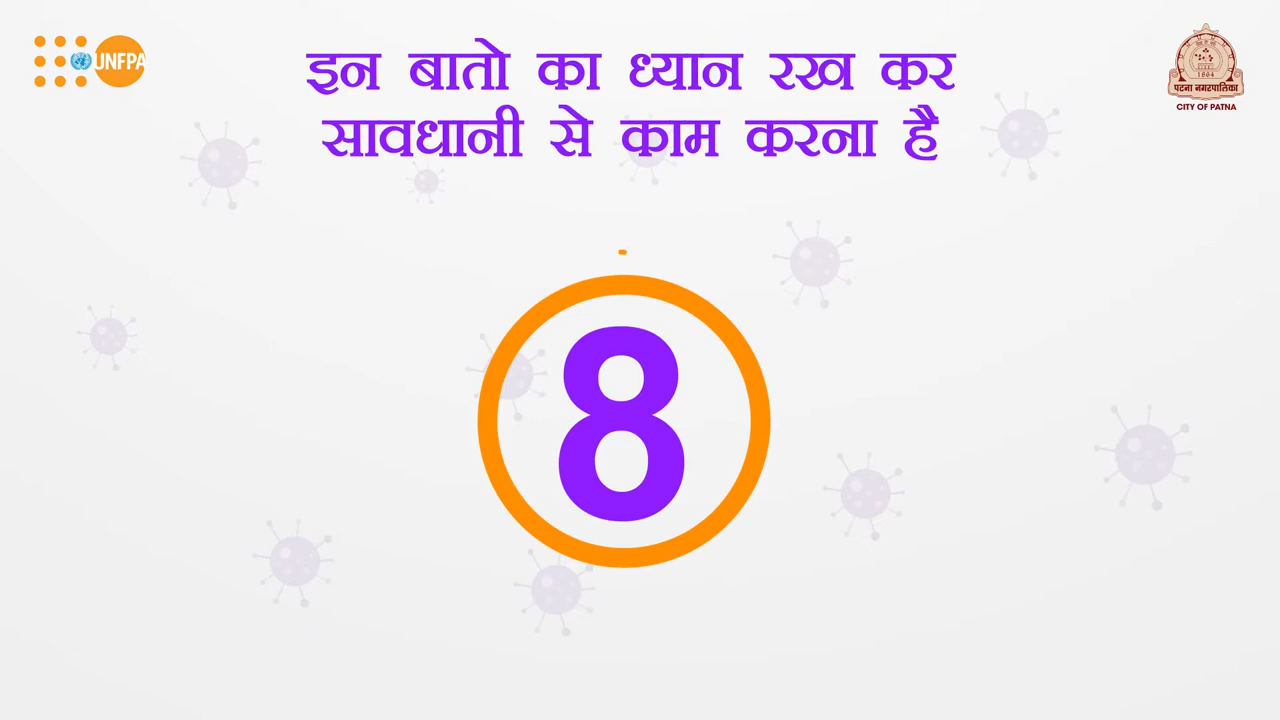 UNFPA
इन बातो का ध्यान रख कर
सावधानी से काम करना है
1864
पटना नगरपालिका
CITY OF PATNA
8